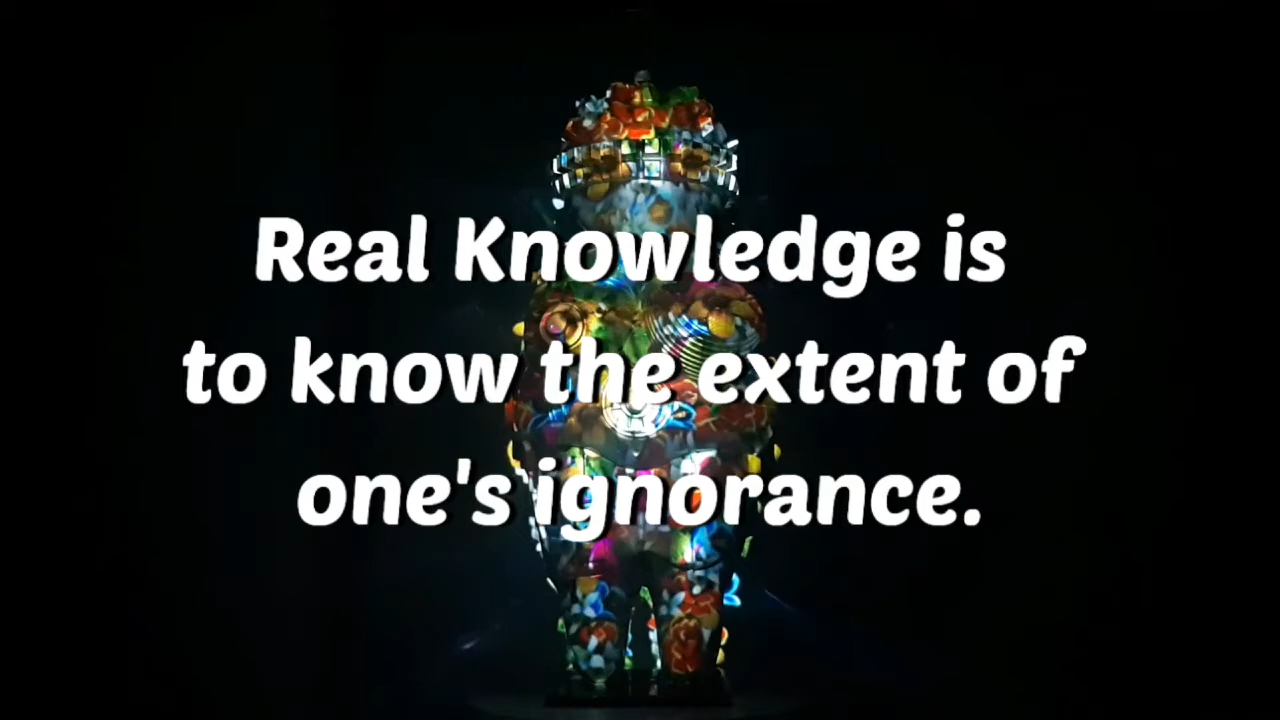 Real Knowledge is
to know the extent of
one's ignorance.